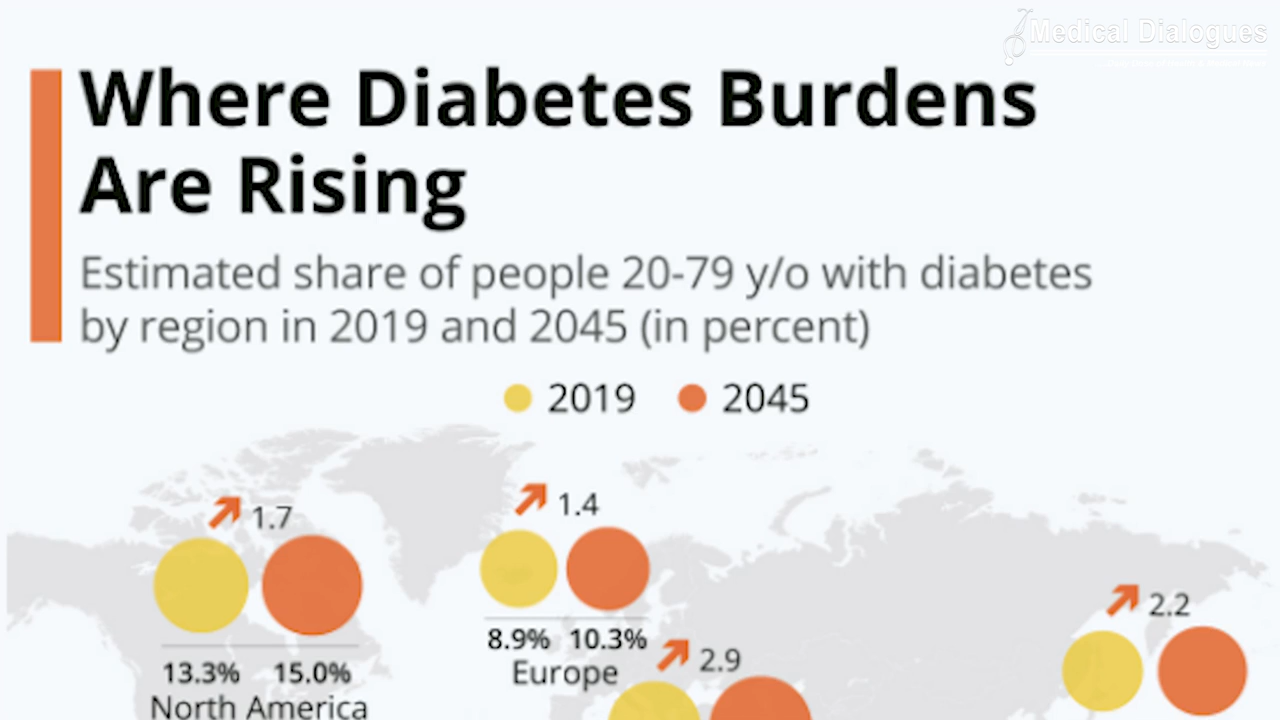 Medical Dialogues
Where Diabetes Burdens
Are Rising
Estimated share of people 20-79 y/o with diabetes
by region in 2019 and 2045 (in percent)
2019 2045
1.7
13.3% 15.0%
North America
1.4
8.9% 10.3%
Europe
2.9
2.2